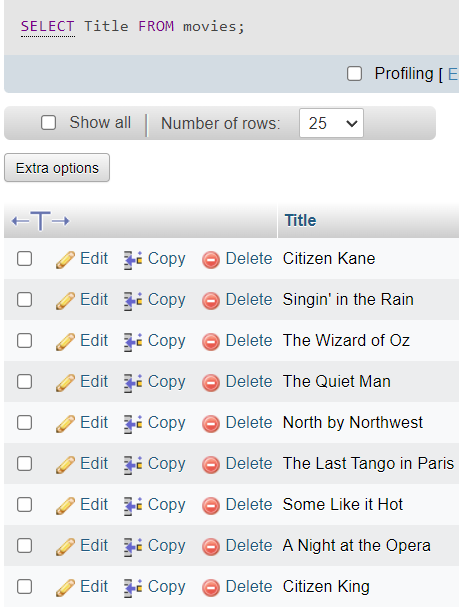 SELECT Title FROM movies;
Profiling [ E
Show all Number of rows: 25
Extra options
Title
Edit Copy Delete Citizen Kane
Edit Copy Delete Singin' in the Rain
Edit Copy Delete The Wizard of Oz
Edit Copy Delete The Quiet Man
Edit Copy Delete North by Northwest
Edit Copy Delete The Last Tango in Paris
Edit Copy Delete Some Like it Hot
Edit Copy Delete A Night at the Opera
Edit Copy Delete Citizen King